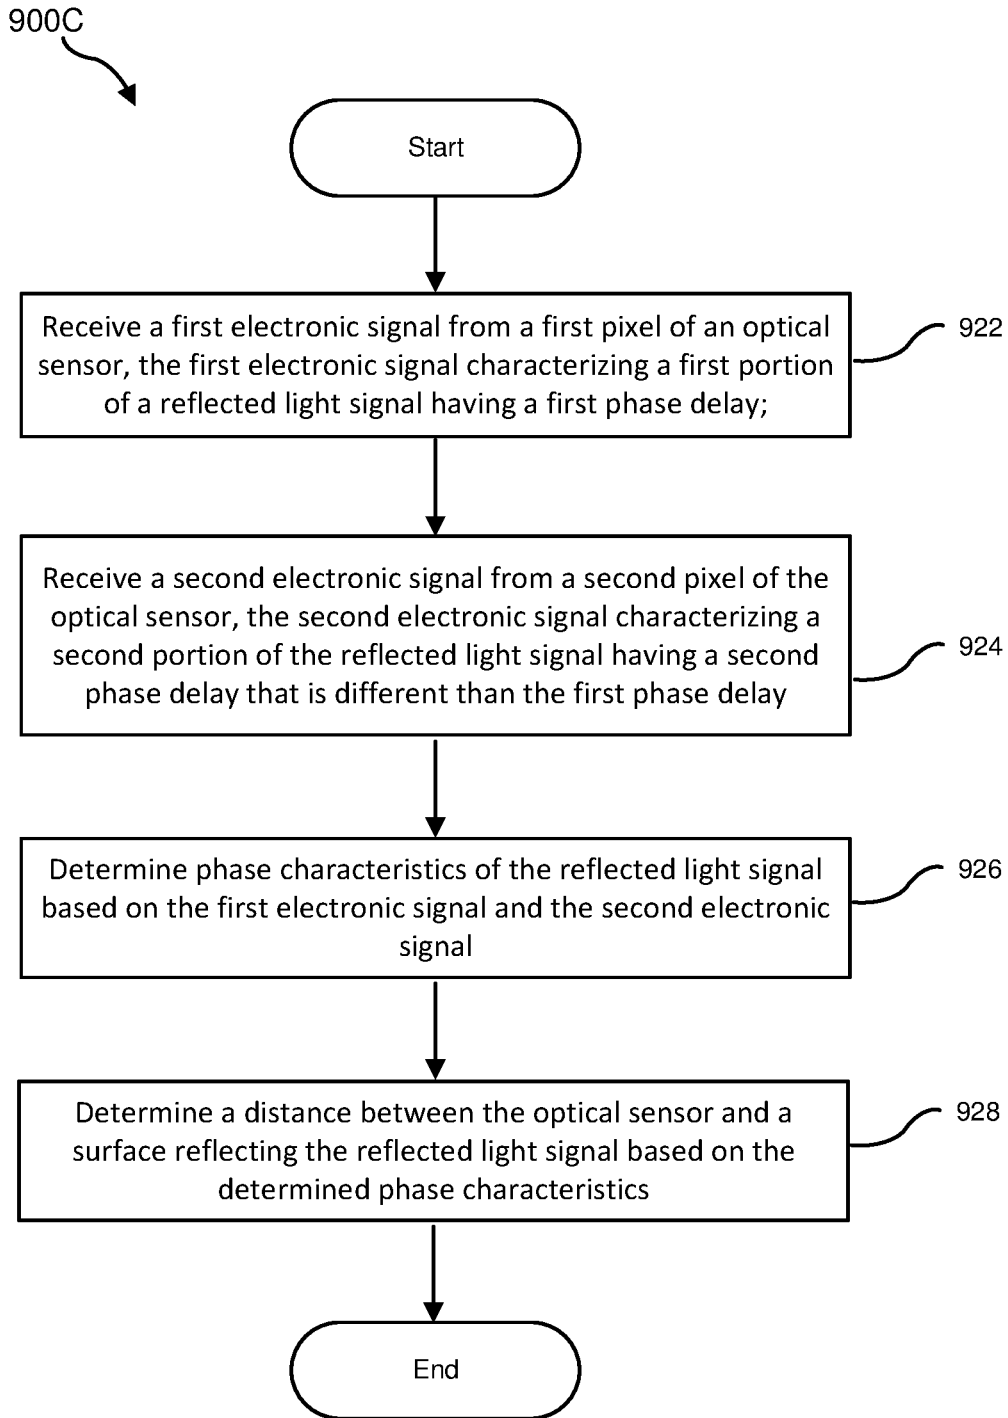 900C
Start
Receive a first electronic signal from a first pixel of an optical
sensor, the first electronic signal characterizing a first portion
of a reflected light signal having a first phase delay;
922
Receive a second electronic signal from a second pixel of the
optical sensor, the second electronic signal characterizing a
second portion of the reflected light signal having a second
phase delay that is different than the first phase delay
924
Determine phase characteristics of the reflected light signal
based on the first electronic signal and the second electronic
signal
926
Determine a distance between the optical sensor and a
surface reflecting the reflected light signal based on the
determined phase characteristics
928
End